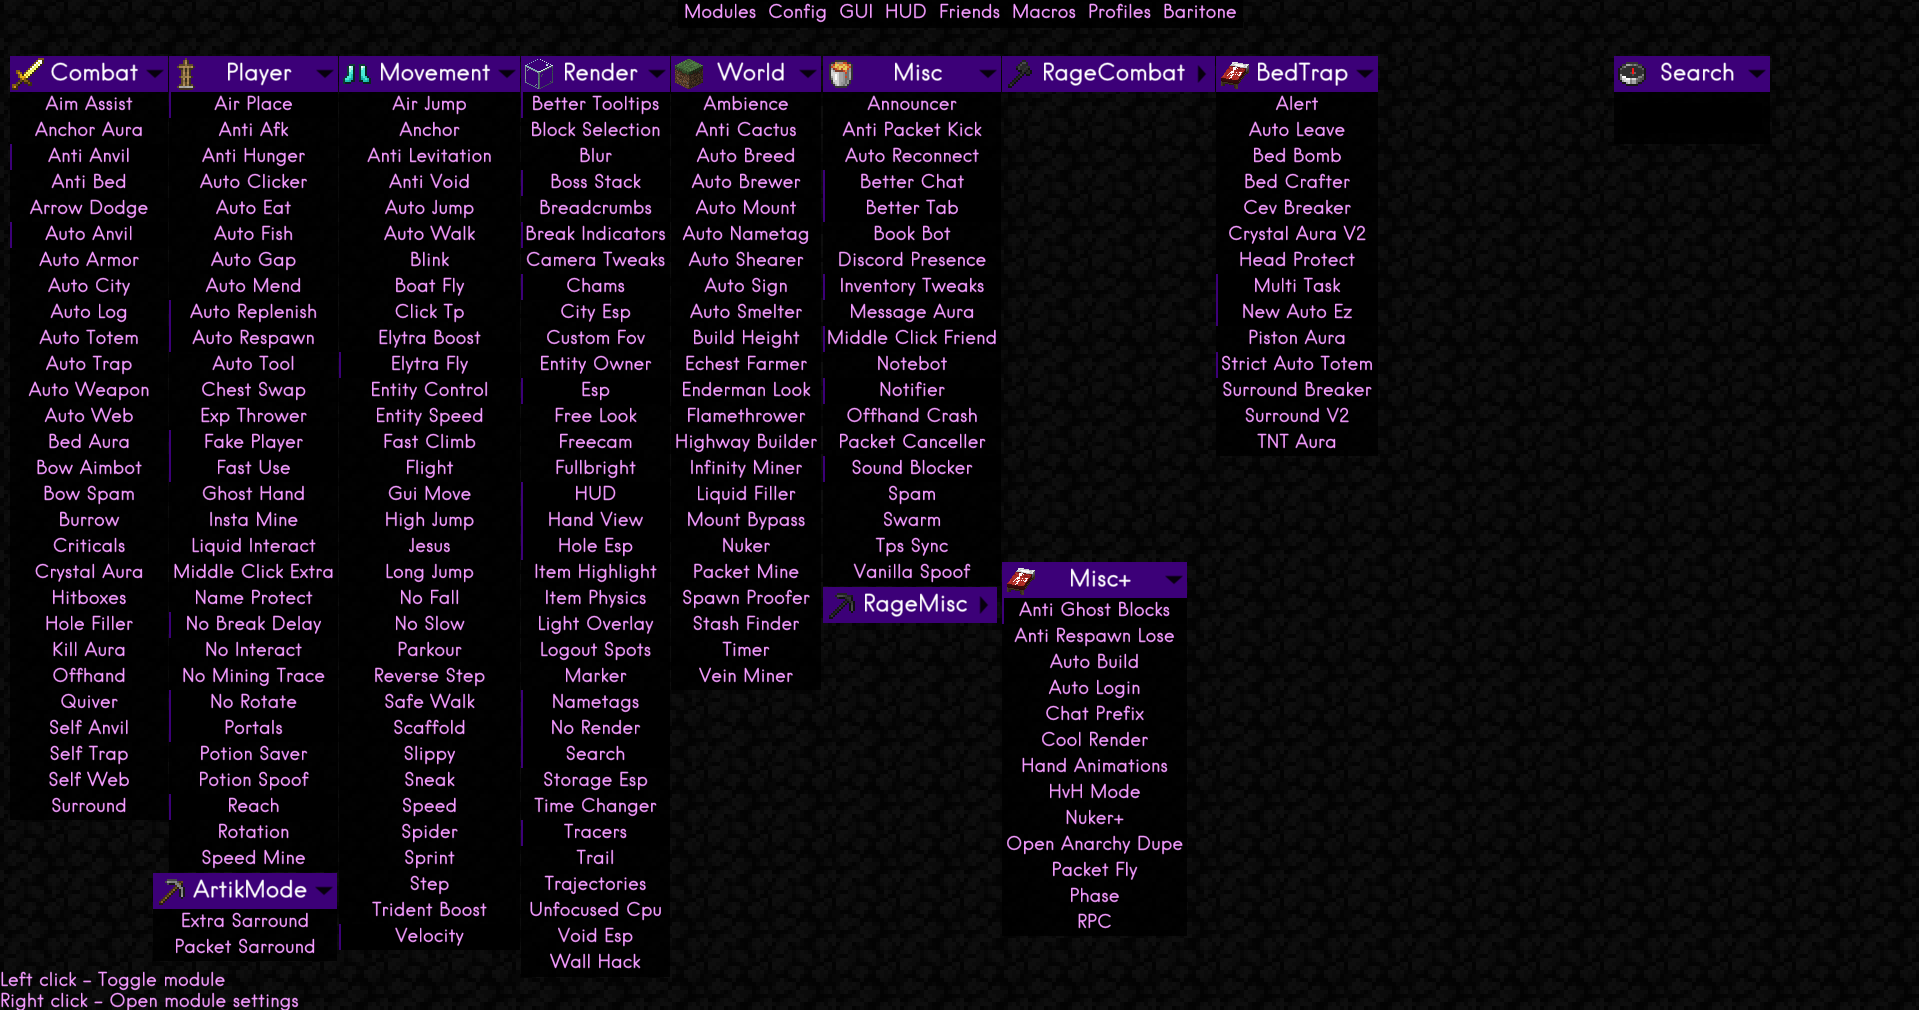 Modules Config GUI HUD Friends Macros Profiles Baritone
Combat
Aim Assist
Anchor Aura
Anti Anvil
Anti Bed
Arrow Dodge
Auto Anvil
Auto Armor
Auto City
Auto Log
Auto Totem
Auto Trap
Auto Weapon
Auto Web
Bed Aura
Bow Aimbot
Bow Spam
Burrow
Criticals
Crystal Aura
Hitboxes
Hole Filler
Kill Aura
Offhand
Quiver
Self Anvil
Self Trap
Self Web
Surround
Player
Air Place
Anti Afk
Anti Hunger
Auto Clicker
Auto Eat
Auto Fish
Auto Gap
Auto Mend
Auto Replenish
Auto Respawn
Auto Tool
Chest Swap
Exp Thrower
Fake Player
Fast Use
Ghost Hand
Insta Mine
Liquid Interact
Middle Click Extra
Name Protect
No Break Delay
No Interact
No Mining Trace
No Rotate
Portals
Potion Saver
Potion Spoof
Reach
Rotation
Speed Mine
ArtikMode
Extra Sarround
Packet Sarround
Movement
Air Jump
Anchor
Anti Levitation
Anti Void
Auto Jump
Auto Walk
Blink
Boat Fly
Click Tp
Elytra Boost
Elytra Fly
Entity Control
Entity Speed
Fast Climb
Flight
Gui Move
High Jump
Jesus
Long Jump
No Fall
No Slow
Parkour
Reverse Step
Safe Walk
Scaffold
Slippy
Sneak
Speed
Spider
Sprint
Step
Trident Boost
Velocity
Render
Better Tooltips
Block Selection
Blur
Boss Stack
Breadcrumbs
Break Indicators
Camera Tweaks
Chams
City Esp
Custom Fov
Entity Owner
Esp
Free Look
Freecam
Fullbright
HUD
Hand View
Hole Esp
Item Highlight
Item Physics
Light Overlay
Logout Spots
Marker
Nametags
No Render
Search
Storage Esp
Time Changer
Tracers
Trail
Trajectories
Unfocused Cpu
Void Esp
Wall Hack
World
Ambience
Anti Cactus
Auto Breed
Auto Brewer
Auto Mount
Auto Nametag
Auto Shearer
Auto Sign
Auto Smelter
Build Height
Echest Farmer
Enderman Look
Flamethrower
Highway Builder
Infinity Miner
Liquid Filler
Mount Bypass
Nuker
Packet Mine
Spawn Proofer
Stash Finder
Timer
Vein Miner
Misc
Announcer
Anti Packet Kick
Auto Reconnect
Better Chat
Better Tab
Book Bot
Discord Presence
Inventory Tweaks
Message Aura
Middle Click Friend
Notebot
Notifier
Offhand Crash
Packet Canceller
Sound Blocker
Spam
Swarm
Tps Sync
Vanilla Spoof
RageMisc
RageCombat
Misc+
Anti Ghost Blocks
Anti Respawn Lose
Auto Build
Auto Login
Chat Prefix
Cool Render
Hand Animations
HvH Mode
Nuker+
Open Anarchy Dupe
Packet Fly
Phase
RPC
BedTrap
Alert
Auto Leave
Bed Bomb
Bed Crafter
Cev Breaker
Crystal Aura V2
Head Protect
Multi Task
New Auto Ez
Piston Aura
Strict Auto Totem
Surround Breaker
Surround V2
TNT Aura
Search
Left click - Toggle module
Right click - Open module settings